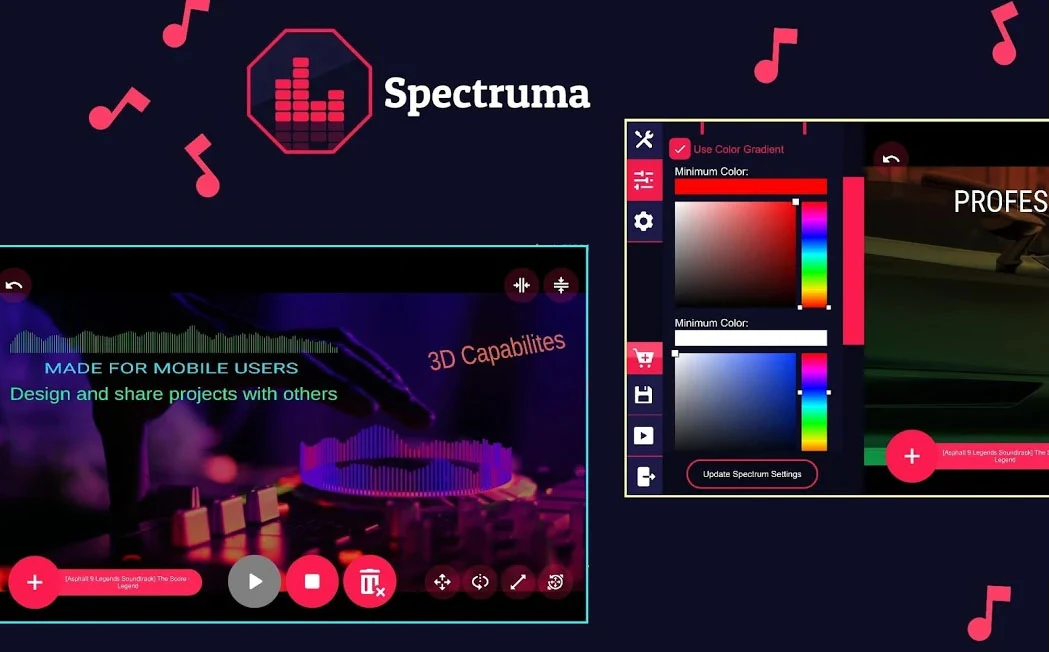 Spectruma
MADE FOR MOBILE USERS
Design and share projects with others
3D Capabilites
[Asphalt 9 Legends Soundtrack] The Score -
Legend
Use Color Gradient
Minimum Color:
Minimum Color:
Update Spectrum Settings
PROFES
[Asphalt 9 Legends Soundtrack] The S
Legend